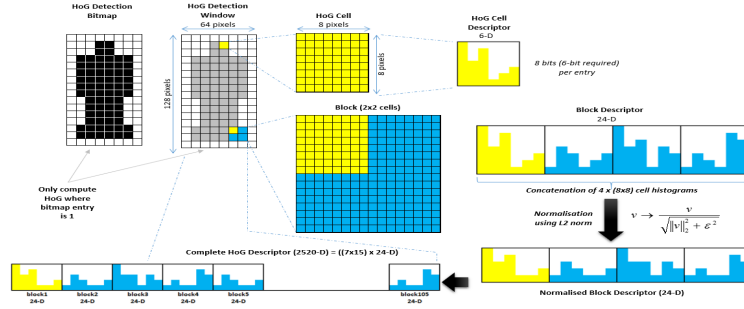 HoG Detection
Bitmap
HoG Detection
Window
64 pixels
128 pixels
HoG Cell
8 pixels
8 pixels
HoG Cell
Descriptor
6-D
8 bits (6-bit required)
per entry
Block (2x2 cells)
Block Descriptor
24-D
Only compute
HoG where
bitmap entry
is 1
Concatenation of 4 x (8x8) cell histograms
Normalisation
using L2 norm
v → v / √‖v‖₂² + ε²
Complete HoG Descriptor (2520-D) = ((7x15) x 24-D)
block1
24-D
block2
24-D
block3
24-D
block4
24-D
block5
24-D
block105
24-D
Normalised Block Descriptor (24-D)